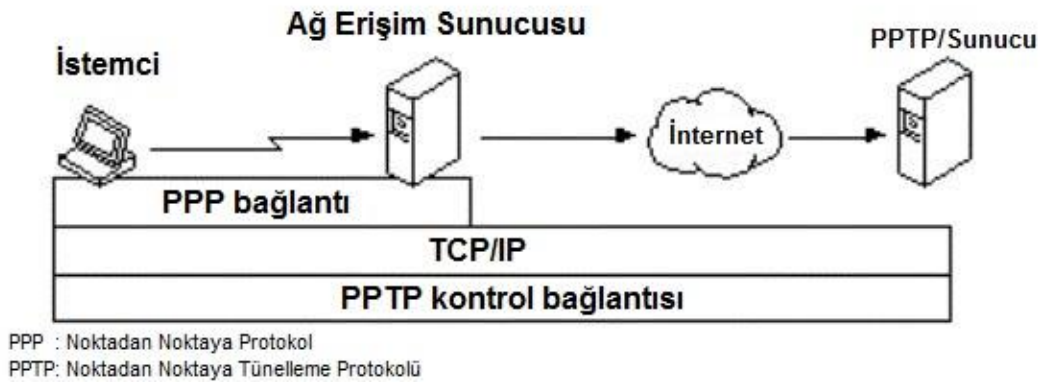 Ağ Erişim Sunucusu
PPTP/Sunucu
İstemci
İnternet
PPP bağlantı
TCP/IP
PPTP kontrol bağlantısı
PPP : Noktadan Noktaya Protokol
PPTP: Noktadan Noktaya Tünelleme Protokolü